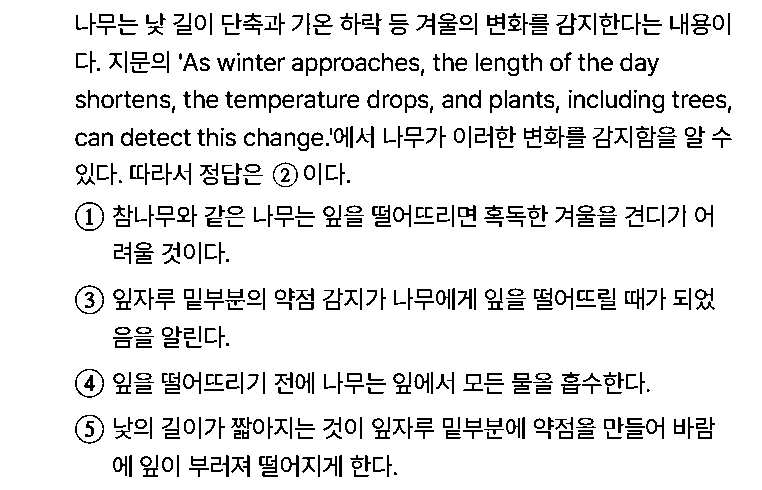 나무는 낮 길이 단축과 기온 하락 등 겨울의 변화를 감지한다는 내용이
다. 지문의 'As winter approaches, the length of the day
shortens, the temperature drops, and plants, including trees,
can detect this change.'에서 나무가 이러한 변화를 감지함을 알 수
있다. 따라서 정답은 ②이다.
① 참나무와 같은 나무는 잎을 떨어뜨리면 혹독한 겨울을 견디기 어
려울 것이다.
③ 잎자루 밑부분의 약점 감지가 나무에게 잎을 떨어뜨릴 때가 되었
음을 알린다.
④ 잎을 떨어뜨리기 전에 나무는 잎에서 모든 물을 흡수한다.
⑤ 낮의 길이가 짧아지는 것이 잎자루 밑부분에 약점을 만들어 바람
에 잎이 부러져 떨어지게 한다.